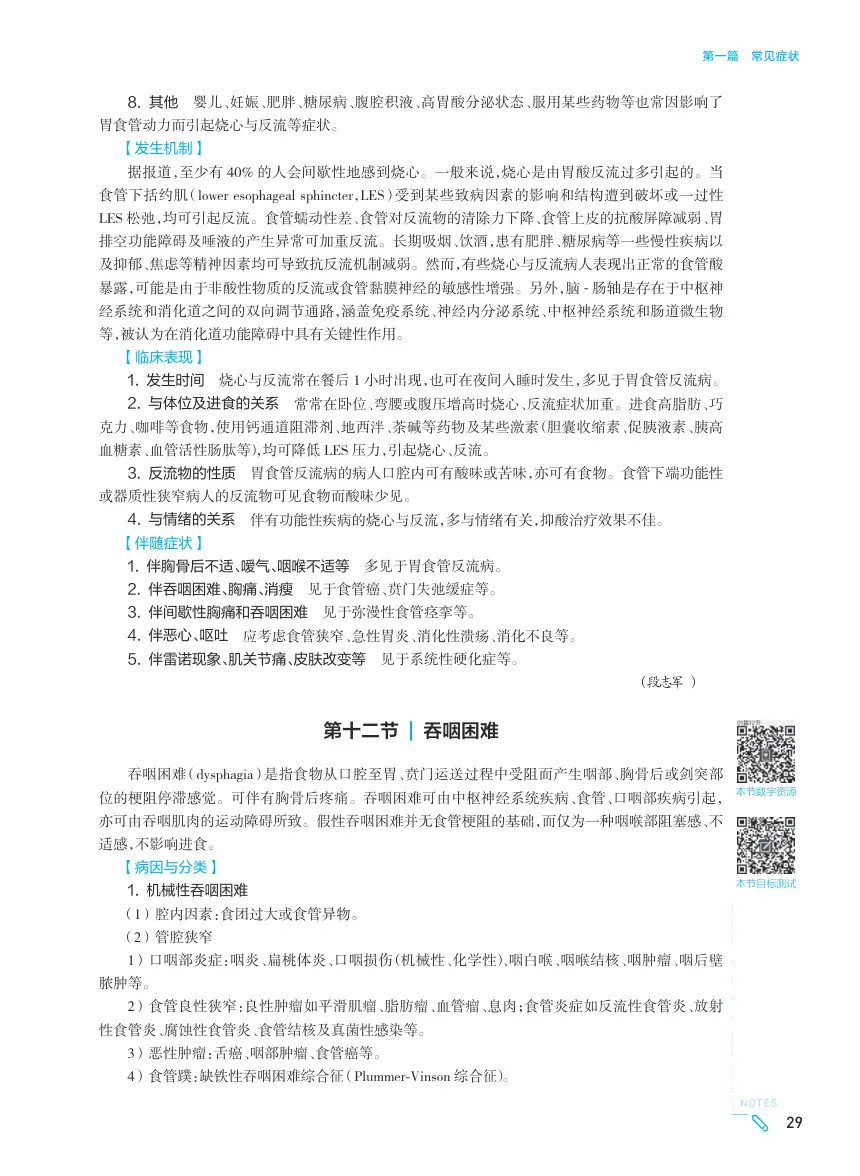 第一篇 常见症状
8. 其他 婴儿、妊娠、肥胖、糖尿病、腹腔积液、高胃酸分泌状态、服用某些药物等也常因影响了
胃食管动力而引起烧心与反流等症状。
【发生机制】
据报道,至少有 40% 的人会间歇性地感到烧心。一般来说,烧心是由胃酸反流过多引起的。当
食管下括约肌(lower esophageal sphincter,LES)受到某些致病因素的影响和结构遭到破坏或一过性
LES 松弛,均可引起反流。食管蠕动性差、食管对反流物的清除力下降、食管上皮的抗酸屏障减弱、胃
排空功能障碍及唾液的产生异常可加重反流。长期吸烟、饮酒,患有肥胖、糖尿病等一些慢性疾病以
及抑郁、焦虑等精神因素均可导致抗反流机制减弱。然而,有些烧心与反流病人表现出正常的食管酸
暴露,可能是由于非酸性物质的反流或食管黏膜神经的敏感性增强。另外,脑 - 肠轴是存在于中枢神
经系统和消化道之间的双向调节通路,涵盖免疫系统、神经内分泌系统、中枢神经系统和肠道微生物
等,被认为在消化道功能障碍中具有关键性作用。
【临床表现】
1. 发生时间 烧心与反流常在餐后 1 小时出现,也可在夜间入睡时发生,多见于胃食管反流病。
2. 与体位及进食的关系 常常在卧位、弯腰或腹压增高时烧心、反流症状加重。进食高脂肪、巧
克力、咖啡等食物,使用钙通道阻滞剂、地西泮、茶碱等药物及某些激素(胆囊收缩素、促胰液素、胰高
血糖素、血管活性肠肽等),均可降低 LES 压力,引起烧心、反流。
3. 反流物的性质 胃食管反流病的病人口腔内可有酸味或苦味,亦可有食物。食管下端功能性
或器质性狭窄病人的反流物可见食物而酸味少见。
4. 与情绪的关系 伴有功能性疾病的烧心与反流,多与情绪有关,抑酸治疗效果不佳。
【伴随症状】
1. 伴胸骨后不适、嗳气、咽喉不适等 多见于胃食管反流病。
2. 伴吞咽困难、胸痛、消瘦 见于食管癌、贲门失弛缓症等。
3. 伴间歇性胸痛和吞咽困难 见于弥漫性食管痉挛等。
4. 伴恶心、呕吐 应考虑食管狭窄、急性胃炎、消化性溃疡、消化不良等。
5. 伴雷诺现象、肌关节痛、皮肤改变等 见于系统性硬化症等。
(段志军 )
第十二节 | 吞咽困难
01篇12节
本节数字资源
吞咽困难(dysphagia)是指食物从口腔至胃、贲门运送过程中受阻而产生咽部、胸骨后或剑突部
位的梗阻停滞感觉。可伴有胸骨后疼痛。吞咽困难可由中枢神经系统疾病、食管、口咽部疾病引起,
亦可由吞咽肌肉的运动障碍所致。假性吞咽困难并无食管梗阻的基础,而仅为一种咽喉部阻塞感、不
适感,不影响进食。
本节目标测试
【病因与分类】
1. 机械性吞咽困难
(1)腔内因素:食团过大或食管异物。
(2)管腔狭窄
1)口咽部炎症:咽炎、扁桃体炎、口咽损伤(机械性、化学性)、咽白喉、咽喉结核、咽肿瘤、咽后壁
脓肿等。
2)食管良性狭窄:良性肿瘤如平滑肌瘤、脂肪瘤、血管瘤、息肉;食管炎症如反流性食管炎、放射
性食管炎、腐蚀性食管炎、食管结核及真菌性感染等。
3)恶性肿瘤:舌癌、咽部肿瘤、食管癌等。
4)食管蹼:缺铁性吞咽困难综合征(Plummer-Vinson 综合征)。
NOTES
29